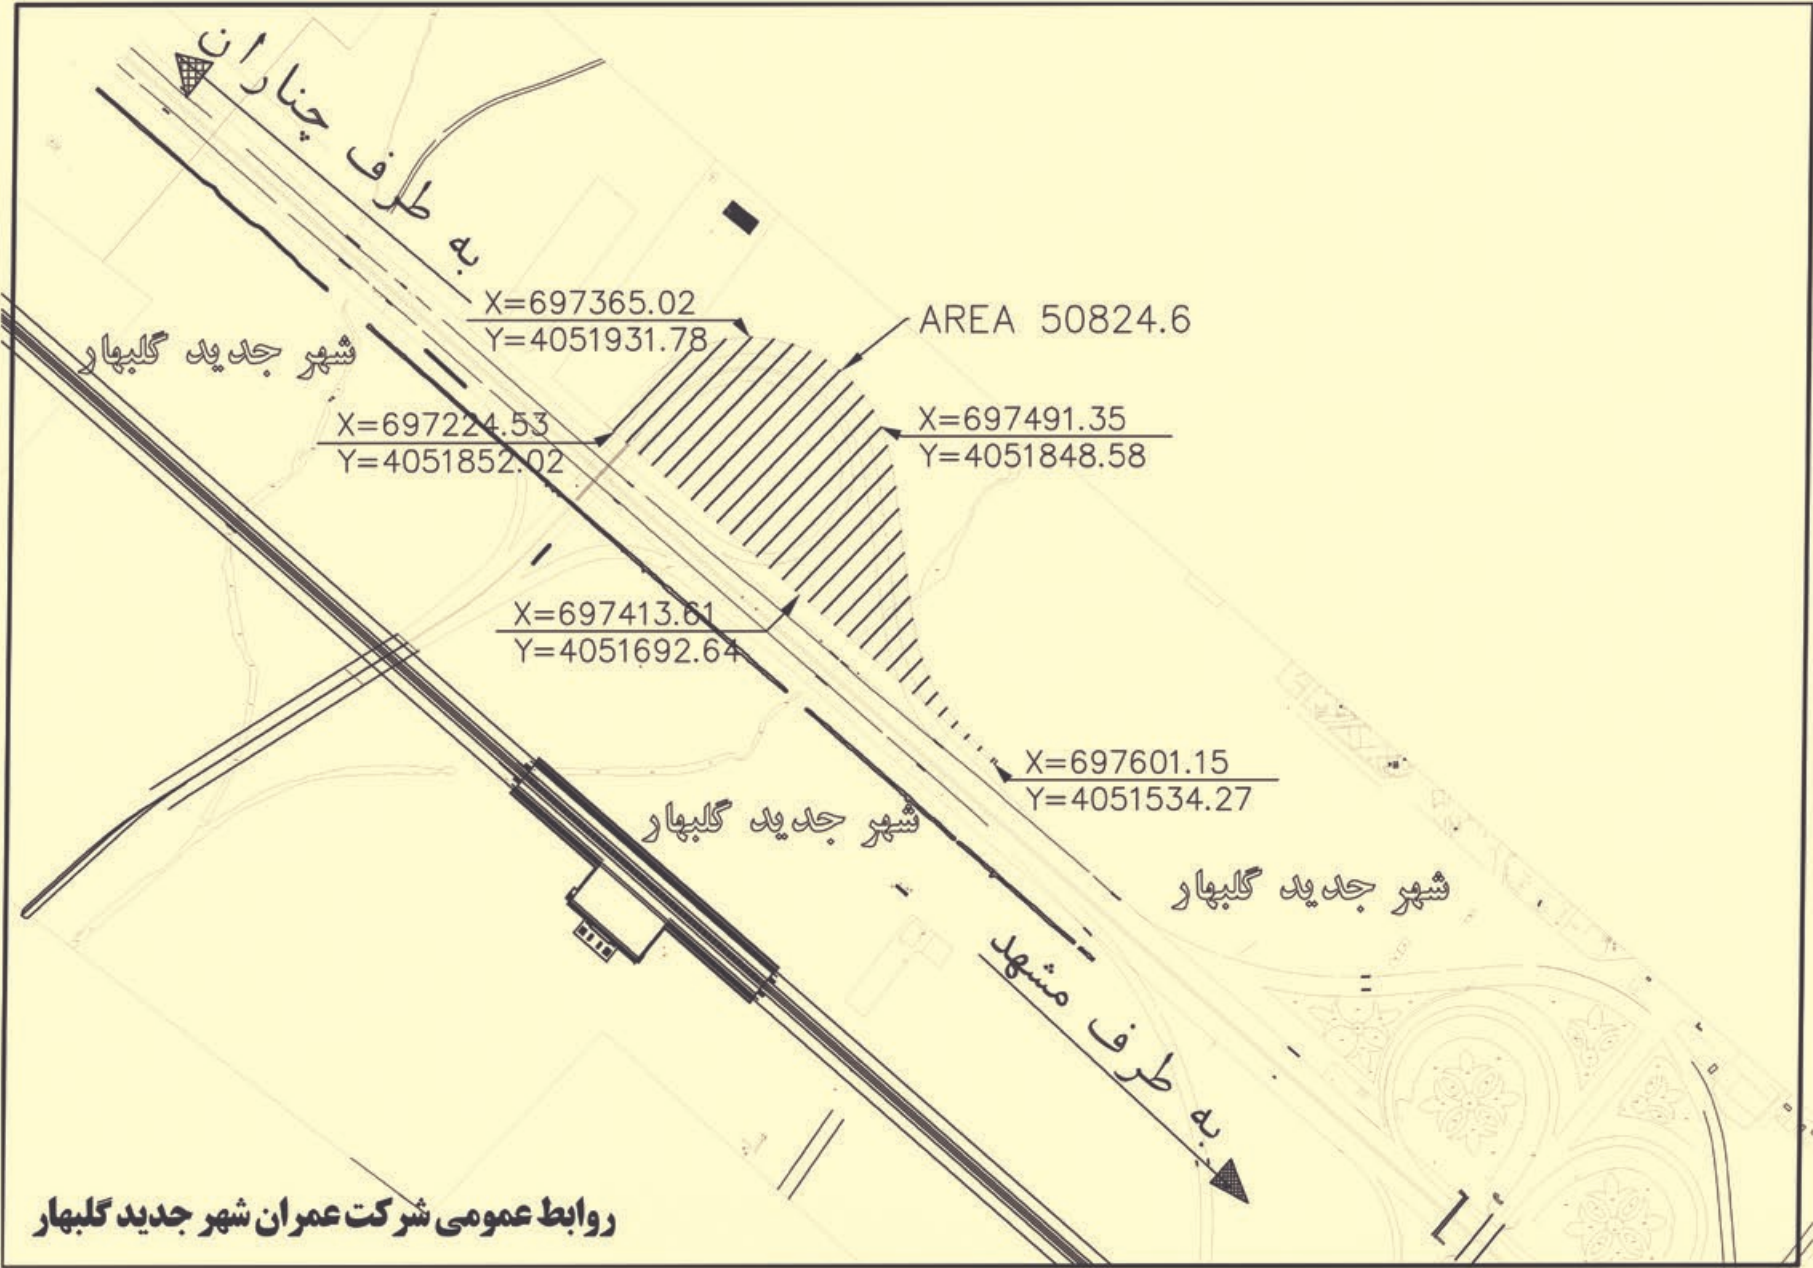 به طرف چناران
X=697365.02
Y=4051931.78
AREA 50824.6
شهر جدید گلبهار
X=697224.53
Y=4051852.02
X=697491.35
Y=4051848.58
X=697413.61
Y=4051692.64
X=697601.15
Y=4051534.27
شهر جدید گلبهار
شهر جدید گلبهار
به طرف مشهد
روابط عمومی شرکت عمران شهر جدید گلبهار